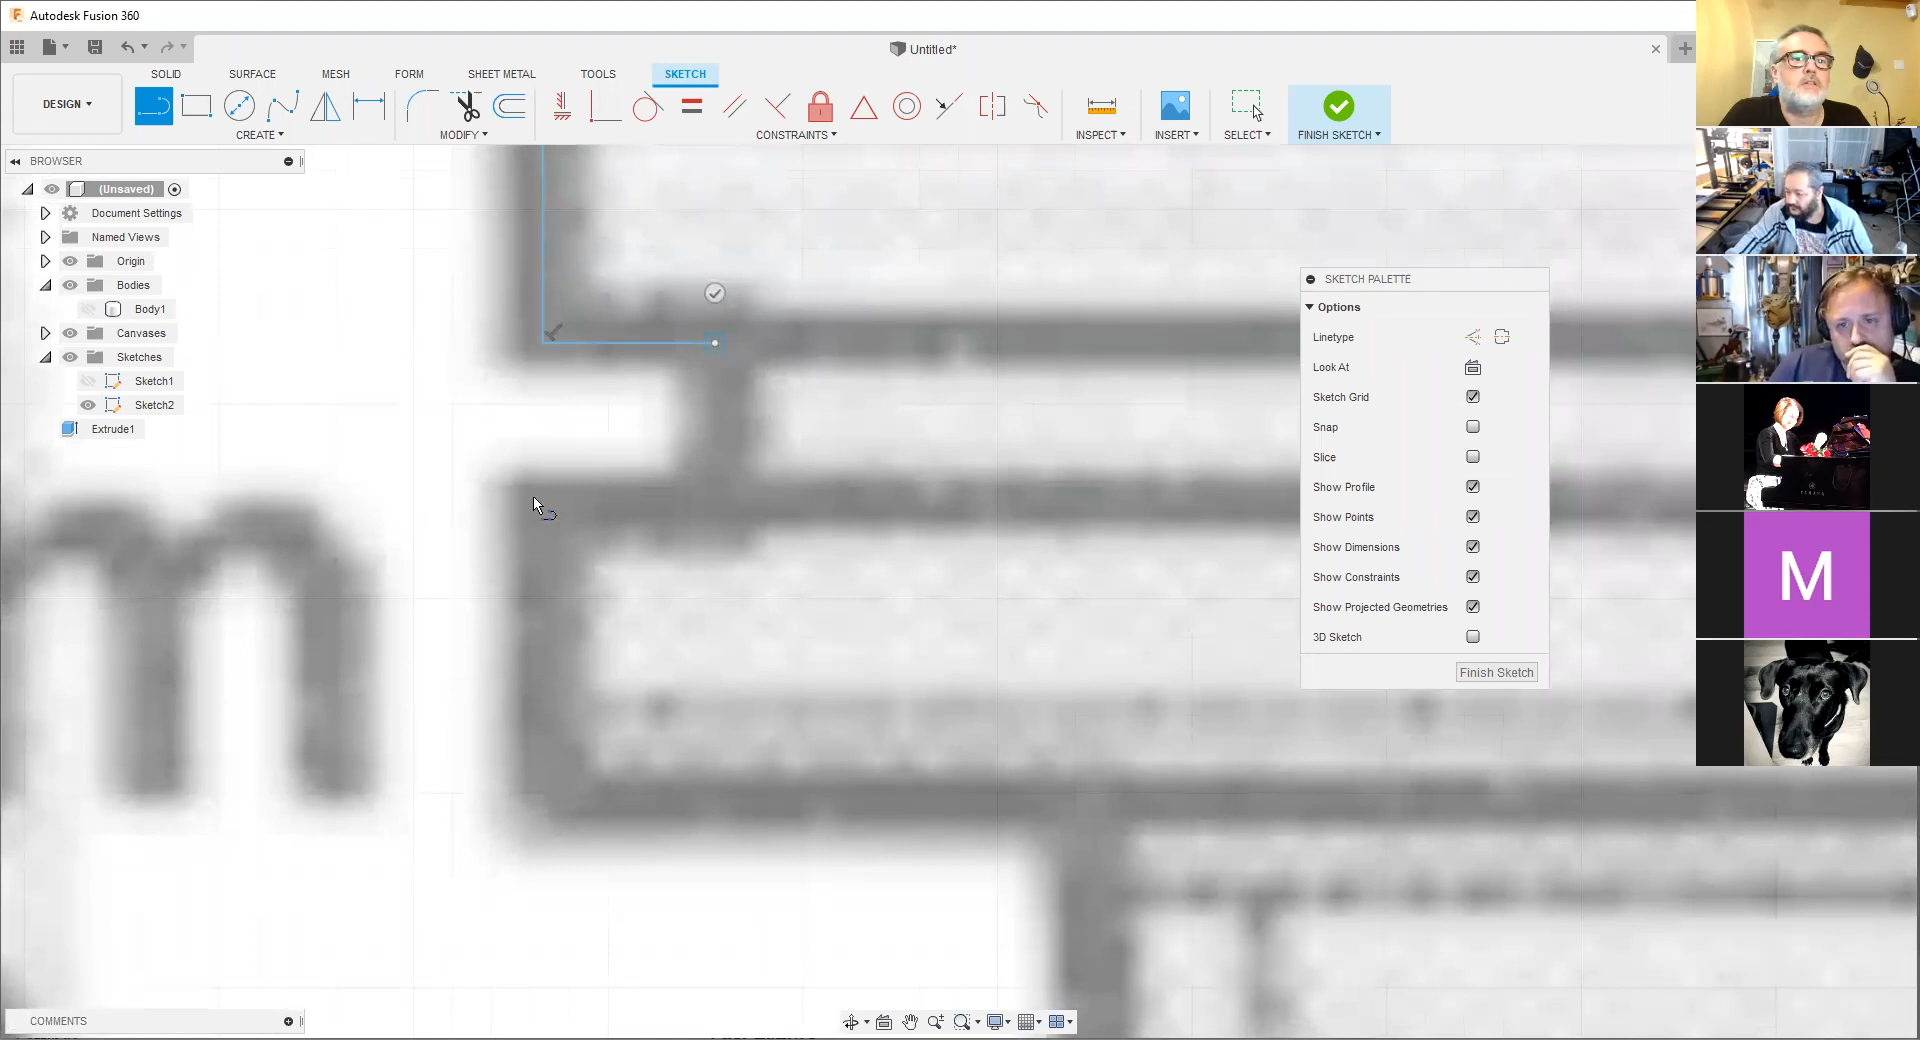 Autodesk Fusion 360
Untitled*
SOLID SURFACE MESH FORM SHEET METAL TOOLS SKETCH
DESIGN
CREATE MODIFY CONSTRAINTS INSPECT INSERT SELECT FINISH SKETCH
BROWSER
(Unsaved)
Document Settings
Named Views
Origin
Bodies
Body1
Canvases
Sketches
Sketch1
Sketch2
Extrude1
m
SKETCH PALETTE
Options
Linetype
Look At
Sketch Grid
Snap
Slice
Show Profile
Show Points
Show Dimensions
Show Constraints
Show Projected Geometries
3D Sketch
Finish Sketch
YAMAHA
M
COMMENTS